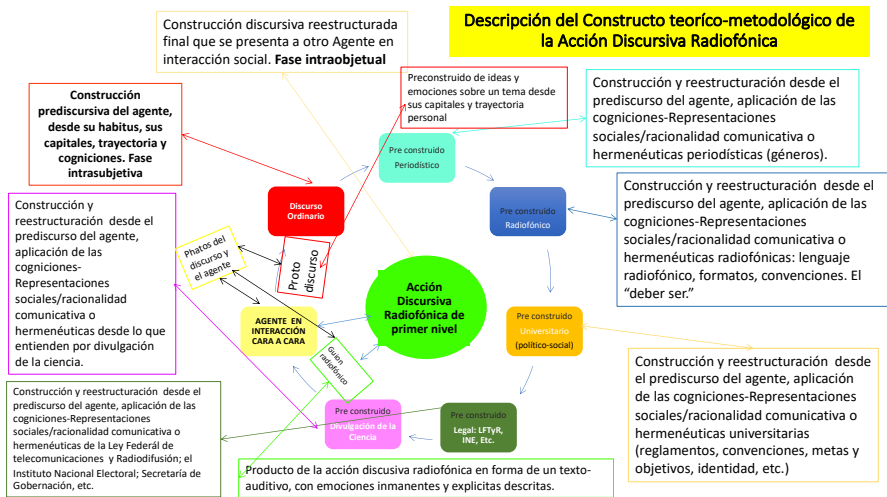 Descripción del Constructo teoríco-metodológico de
la Acción Discursiva Radiofónica
Construcción discursiva reestructurada
final que se presenta a otro Agente en
interacción social. Fase intraobjetual
Preconstruido de ideas y
emociones sobre un tema desde
sus capitales y trayectoria
personal
Construcción y reestructuración desde el
prediscurso del agente, aplicación de las
cogniciones-Representaciones
sociales/racionalidad comunicativa o
hermenéuticas periodísticas (géneros).
Construcción
prediscursiva del agente,
desde su habitus, sus
capitales, trayectoria y
cogniciones. Fase
intrasubjetiva
Pre construido
Periodístico
Discurso
Ordinario
Pre construido
Radiofónico
Construcción y reestructuración desde el
prediscurso del agente, aplicación de las
cogniciones-Representaciones
sociales/racionalidad comunicativa o
hermenéuticas radiofónicas: lenguaje
radiofónico, formatos, convenciones. El
“deber ser.”
Construcción y
reestructuración desde el
prediscurso del agente,
aplicación de las
cogniciones-
Representaciones
sociales/racionalidad
comunicativa o
hermenéuticas desde lo que
entienden por divulgación
de la ciencia.
Phatos del
discurso y
el agente
Proto
discurso
Acción
Discursiva
Radiofónica de
primer nivel
AGENTE EN
INTERACCIÓN
CARA A CARA
Pre construido
Universitario
(político-social)
Guion
radiofónico
Construcción y reestructuración desde
el prediscurso del agente, aplicación
de las cogniciones-Representaciones
sociales/racionalidad comunicativa o
hermenéuticas universitarias
(reglamentos, convenciones, metas y
objetivos, identidad, etc.)
Construcción y reestructuración desde el
prediscurso del agente, aplicación de las
cogniciones-Representaciones
sociales/racionalidad comunicativa o
hermenéuticas de la Ley Federál de
telecomunicaciones y Radiodifusión; el
Instituto Nacional Electoral; Secretaría de
Gobernación, etc.
Pre construido
Divulgación de la
Ciencia
Pre construido
Legal: LFTyR,
INE, Etc.
Producto de la acción discusiva radiofónica en forma de un texto-
auditivo, con emociones inmanentes y explicitas descritas.